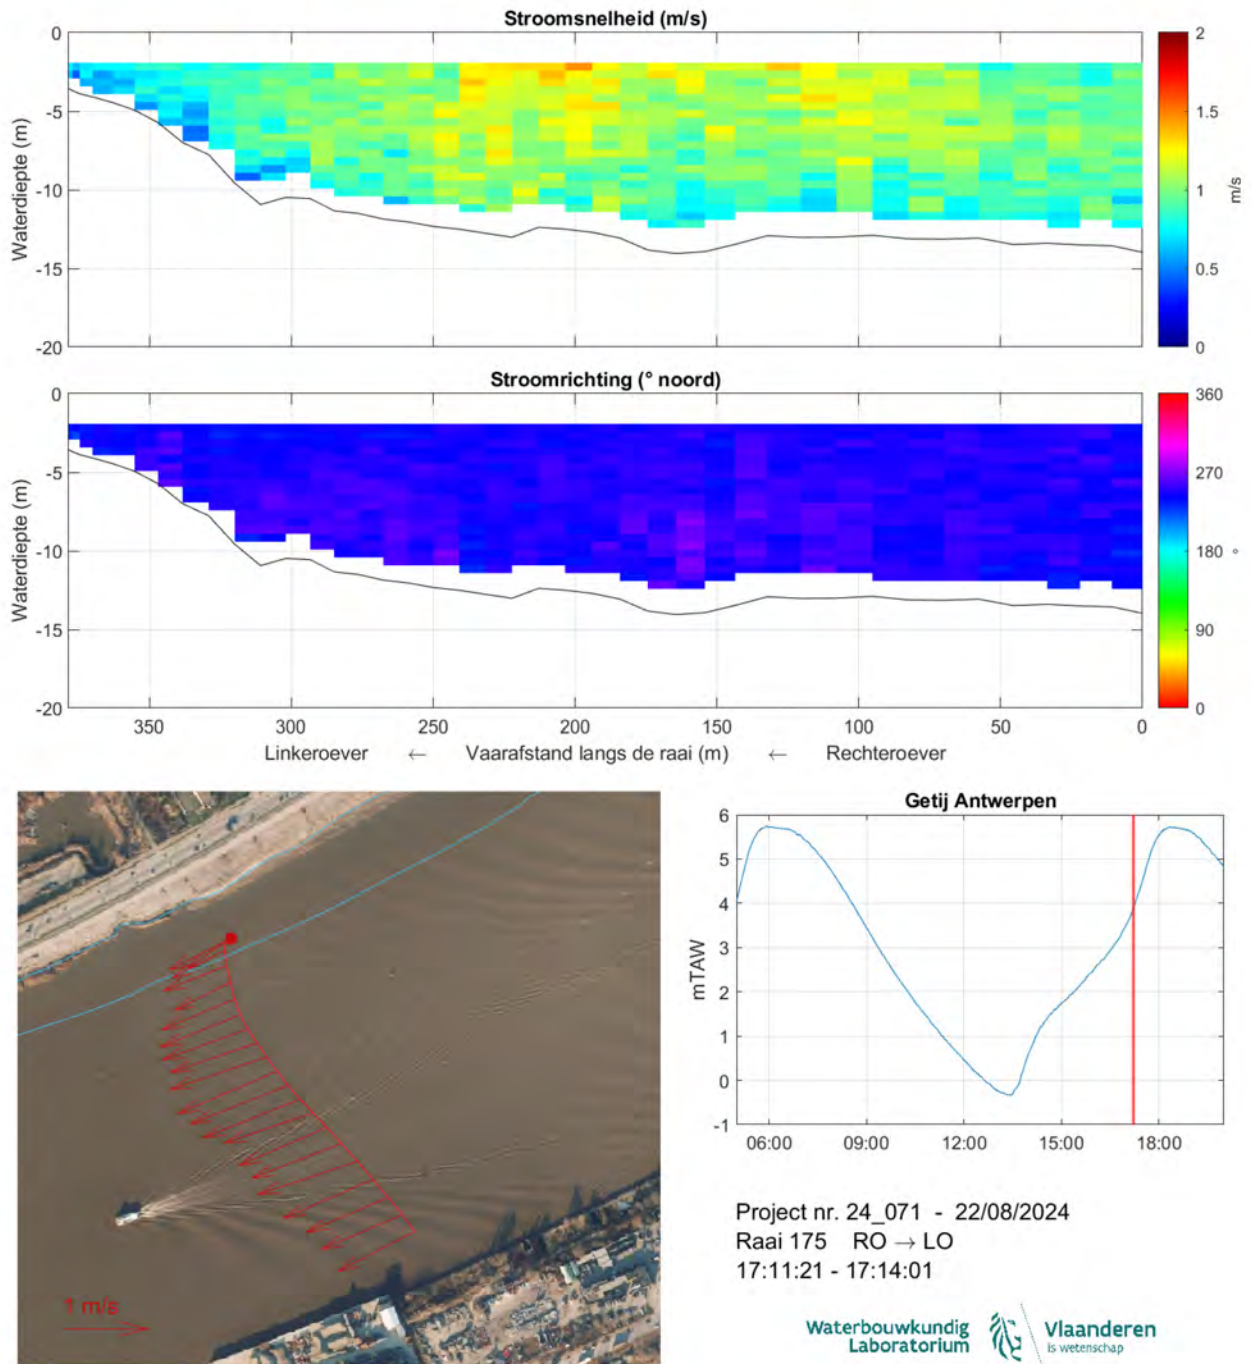 Stroomsnelheid (m/s)
0
-5
-10
-15
-20
Waterdiepte (m)
2
1.5
1
0.5
0
m/s
Stroomrichting (° noord)
0
-5
-10
-15
-20
Waterdiepte (m)
360
270
180
90
0
°
350 300 250 200 150 100 50 0
Linkeroever ← Vaarafstand langs de raai (m) ← Rechteroever
1 m/s
Getij Antwerpen
6
5
4
3
2
1
0
-1
mTAW
06:00 09:00 12:00 15:00 18:00
Project nr. 24_071 - 22/08/2024
Raai 175 RO → LO
17:11:21 - 17:14:01
Waterbouwkundig
Laboratorium
Vlaanderen
is wetenschap